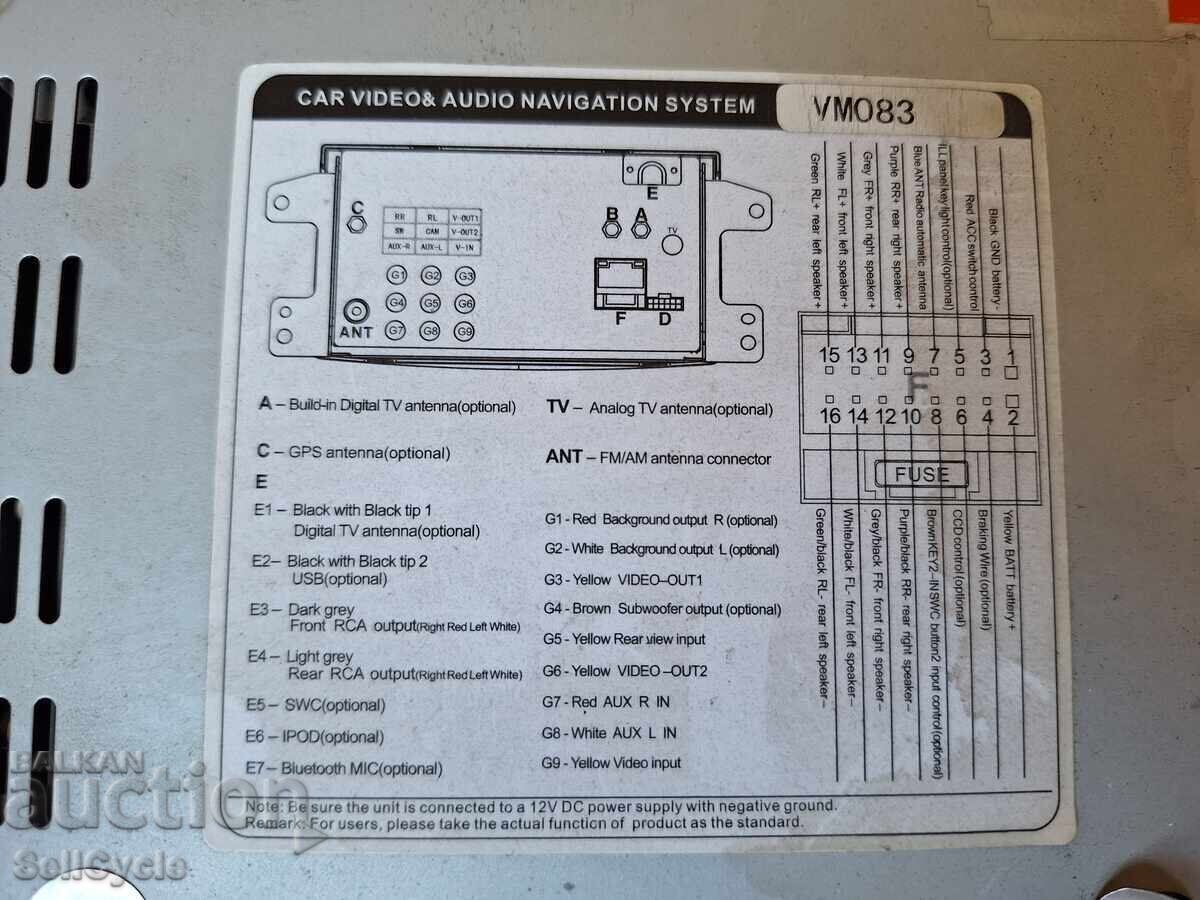 CAR VIDEO& AUDIO NAVIGATION SYSTEM VM083
Green RL+ rear left speaker+
White FL+ front left speaker+
Grey FR+ front right speaker+
Purple RR+ rear right speaker+
Blue ANT Radio automatic antenna
ILL panel key light control(optional)
Red ACC switch control
Black GND battery-
E
C
B A
TV
RR RL V-OUT1
SW CAM V-OUT2
AUX-R AUX-L V-IN
G1 G2 G3
G4 G5 G6
G7 G8 G9
ANT
F D
15 13 11 9 7 5 3 1
F
16 14 12 10 8 6 4 2
FUSE
Green/black RL- rear left speaker-
White/black FL- front left speaker-
Grey/black FR- front right speaker-
Purple/black RR- rear right speaker-
Brown KEY2-IN SWC button2 input control(optional)
CCD control(optional)
Braking Wire(optional)
Yellow BATT battery+
A – Build-in Digital TV antenna(optional)
C – GPS antenna(optional)
E
E1– Black with Black tip 1
Digital TV antenna(optional)
E2– Black with Black tip 2
USB(optional)
E3 – Dark grey
Front RCA output(Right Red Left White)
E4 – Light grey
Rear RCA output(Right Red Left White)
E5 – SWC(optional)
E6 – IPOD(optional)
E7 – Bluetooth MIC(optional)
TV – Analog TV antenna(optional)
ANT – FM/AM antenna connector
G1 - Red Background output R (optional)
G2 - White Background output L (optional)
G3 - Yellow VIDEO–OUT1
G4 - Brown Subwoofer output (optional)
G5 - Yellow Rear view input
G6 - Yellow VIDEO–OUT2
G7 - Red AUX R IN
G8 - White AUX L IN
G9 - Yellow Video input
Note: Be sure the unit is connected to a 12V DC power supply with negative ground.
Remark: For users, please take the actual function of product as the standard.
BALKAN
auction
SollCycle